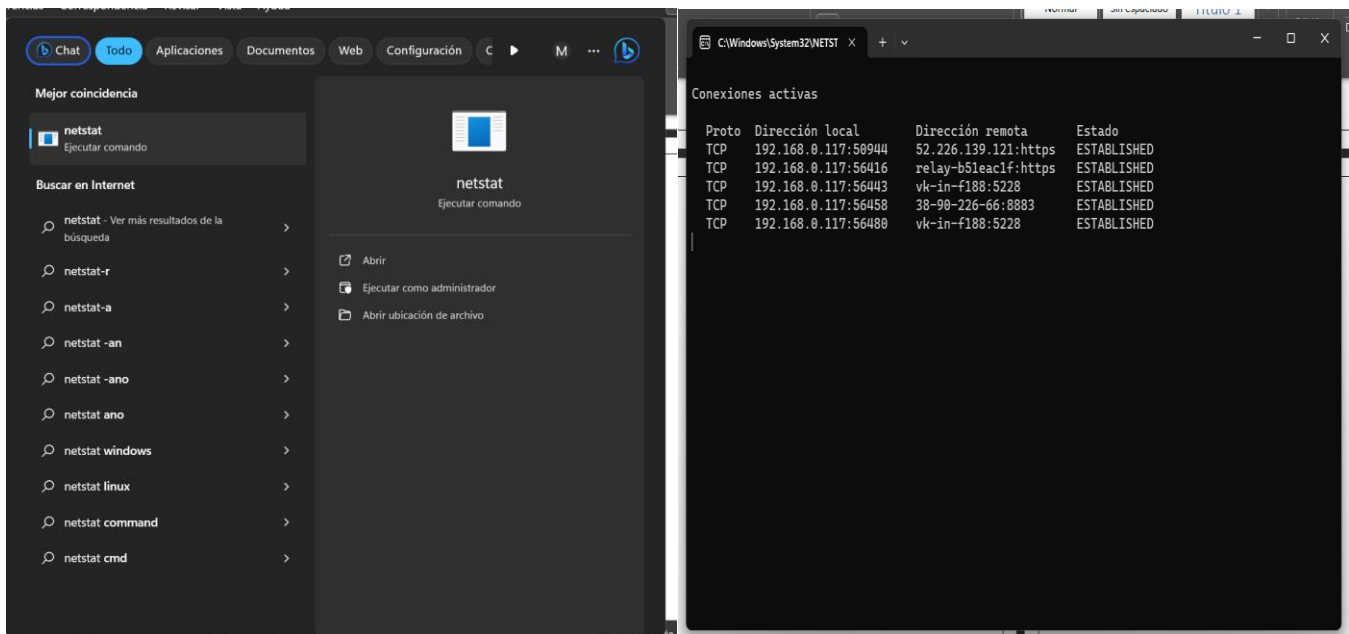 Chat Todo Aplicaciones Documentos Web Configuración C M ...
Mejor coincidencia
netstat
Ejecutar comando
Buscar en Internet
netstat - Ver más resultados de la
búsqueda
netstat-r
netstat-a
netstat -an
netstat -ano
netstat ano
netstat windows
netstat linux
netstat command
netstat cmd
netstat
Ejecutar comando
Abrir
Ejecutar como administrador
Abrir ubicación de archivo
Título 1
C:\Windows\System32\NETST X + - X
Conexiones activas
Proto Dirección local Dirección remota Estado
TCP 192.168.0.117:50944 52.226.139.121:https ESTABLISHED
TCP 192.168.0.117:56416 relay-b51eac1f:https ESTABLISHED
TCP 192.168.0.117:56443 vk-in-f188:5228 ESTABLISHED
TCP 192.168.0.117:56458 38-90-226-66:8883 ESTABLISHED
TCP 192.168.0.117:56480 vk-in-f188:5228 ESTABLISHED